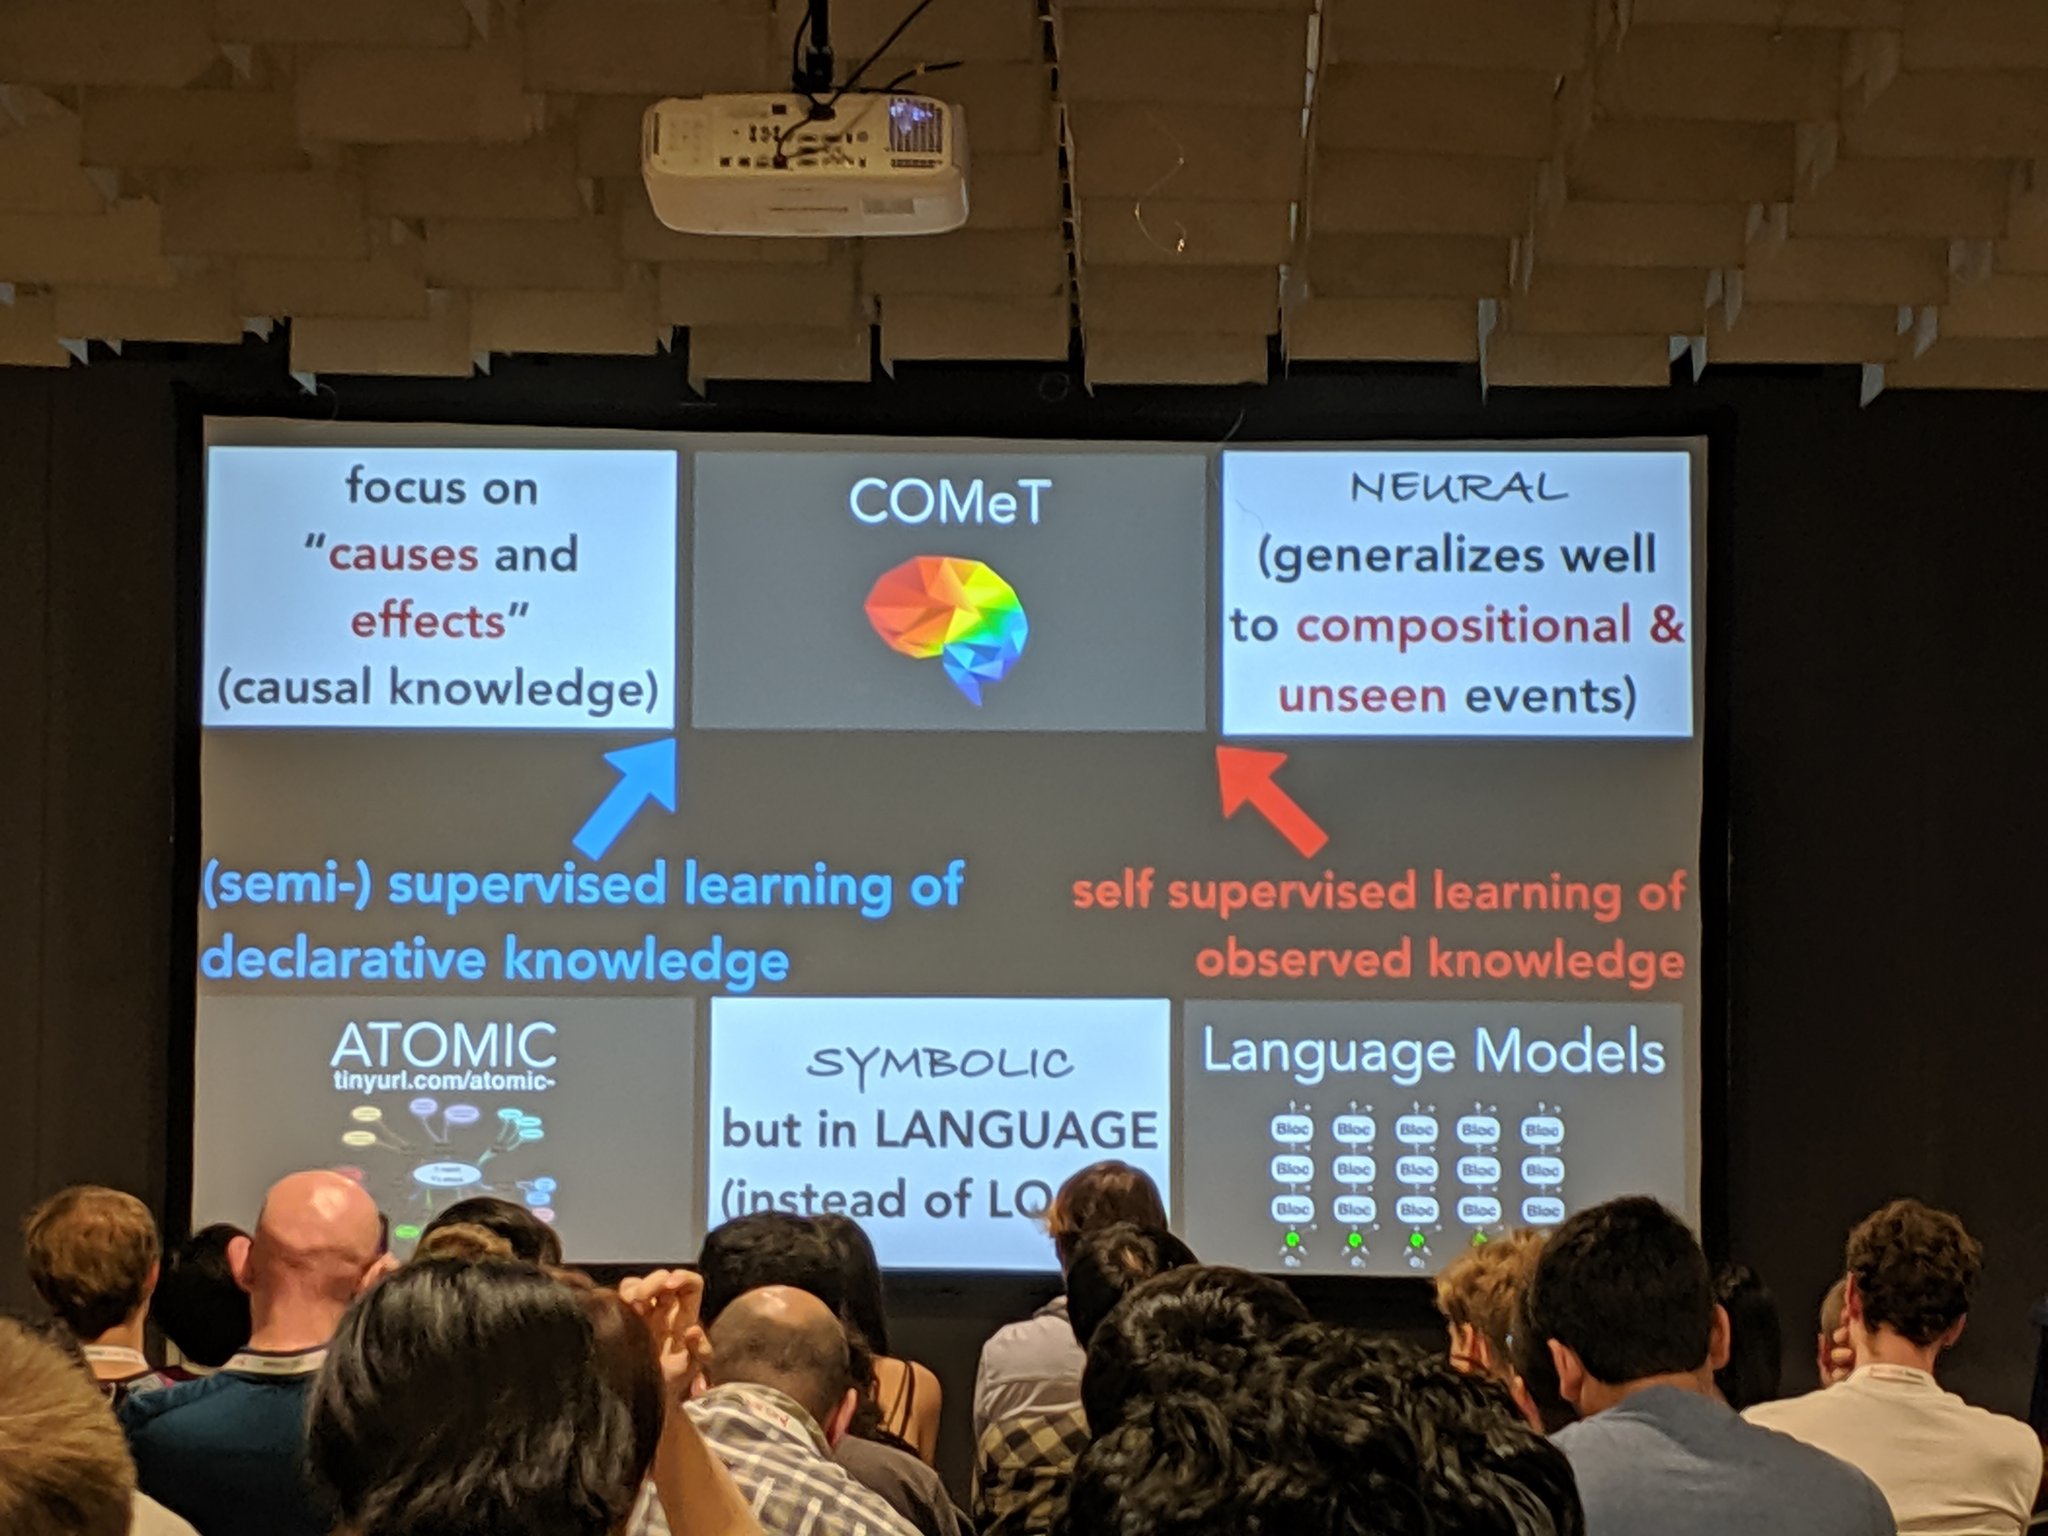 focus on
"causes and
effects"
(causal knowledge)
COMeT
NEURAL
(generalizes well
to compositional &
unseen events)
(semi-) supervised learning of
declarative knowledge
self supervised learning of
observed knowledge
ATOMIC
tinyurl.com/atomic-
SYMBOLIC
but in LANGUAGE
(instead of
Language Models
Bloc Bloc Bloc Bloc Bloc
Bloc Bloc Bloc Bloc Bloc
Bloc Bloc Bloc Bloc Bloc